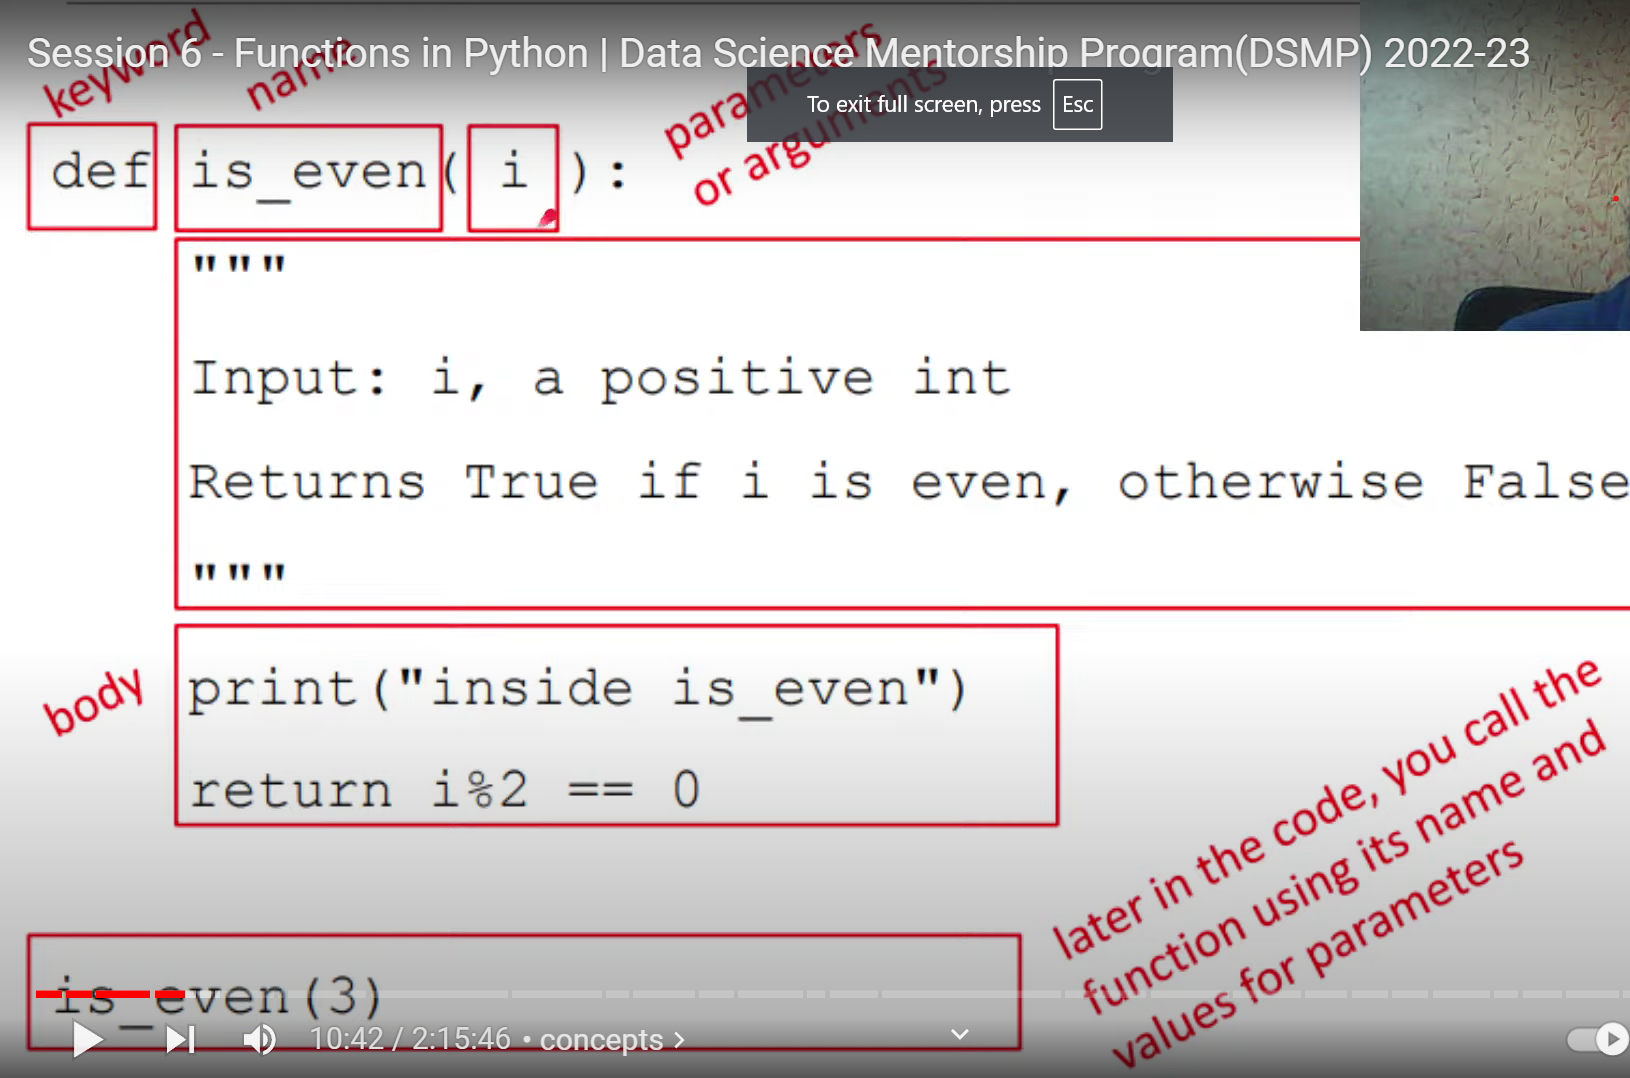 Session 6 - Functions in Python | Data Science Mentorship Program(DSMP) 2022-23
To exit full screen, press Esc
keyword
name
parameters
or arguments
def is_even( i ):
"""
Input: i, a positive int
Returns True if i is even, otherwise False
"""
body
print("inside is_even")
return i%2 == 0
later in the code, you call the
function using its name and
values for parameters
is_even(3)
10:42 / 2:15:46 • concepts >